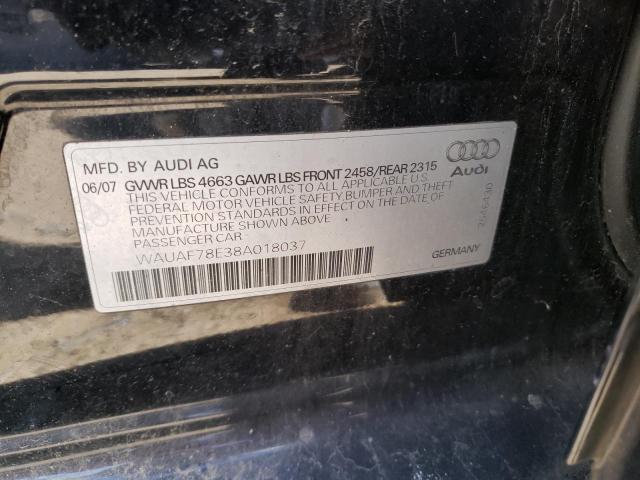 MFD. BY AUDI AG
06/07 GVWR LBS 4663 GAWR LBS FRONT 2458/REAR 2315
THIS VEHICLE CONFORMS TO ALL APPLICABLE U.S.
FEDERAL MOTOR VEHICLE SAFETY, BUMPER AND THEFT
PREVENTION STANDARDS IN EFFECT ON THE DATE OF
MANUFACTURE SHOWN ABOVE.
PASSENGER CAR
WAUAF78E38A018037
Audi
GERMANY